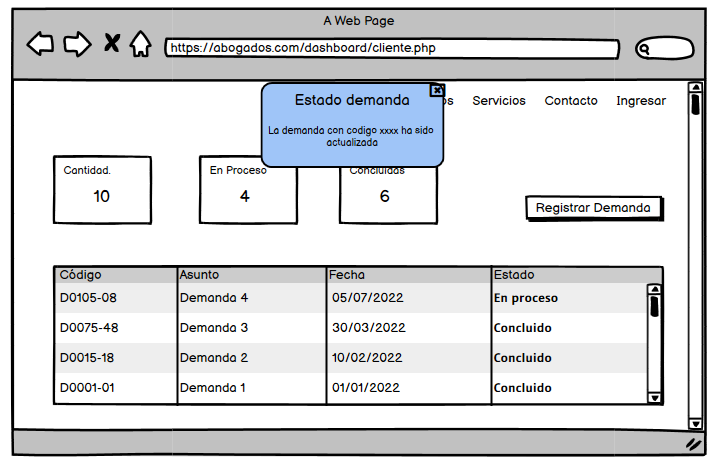 A Web Page
https://abogados.com/dashboard/cliente.php
Estado demanda
La demanda con codigo xxxx ha sido
actualizada
Servicios Contacto Ingresar
Cantidad.
10
En Proceso
4
Concluidas
6
Registrar Demanda
Código Asunto Fecha Estado
D0105-08 Demanda 4 05/07/2022 En proceso
D0075-48 Demanda 3 30/03/2022 Concluido
D0015-18 Demanda 2 10/02/2022 Concluido
D0001-01 Demanda 1 01/01/2022 Concluido